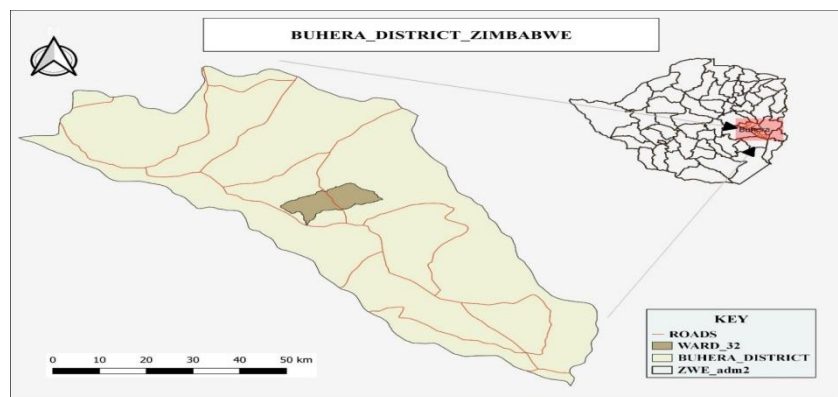 BUHERA_DISTRICT_ZIMBABWE
Buhera
KEY
ROADS
WARD_32
BUHERA_DISTRICT
ZWE_adm2
0 10 20 30 40 50 km